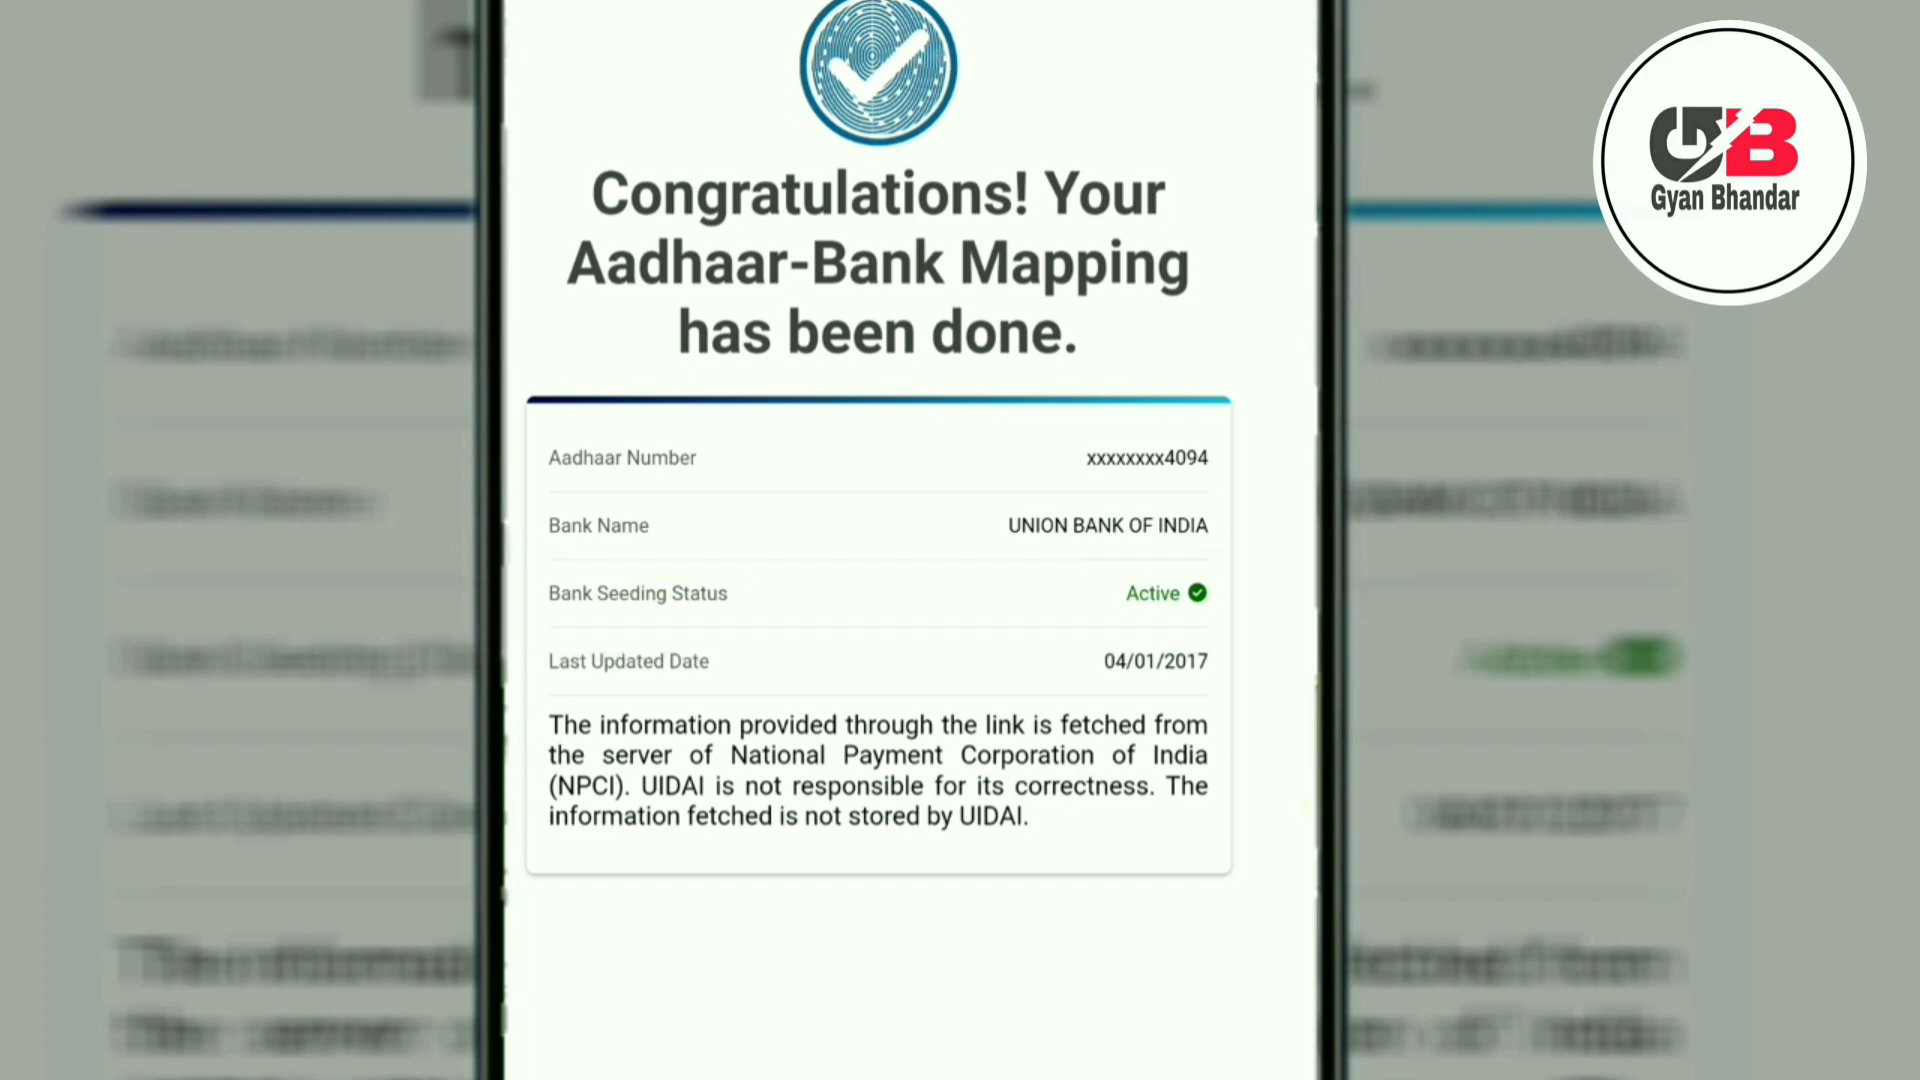 GB
Gyan Bhandar
Congratulations! Your
Aadhaar-Bank Mapping
has been done.
Aadhaar Number xxxxxxxx4094
Bank Name UNION BANK OF INDIA
Bank Seeding Status Active
Last Updated Date 04/01/2017
The information provided through the link is fetched from
the server of National Payment Corporation of India
(NPCI). UIDAI is not responsible for its correctness. The
information fetched is not stored by UIDAI.